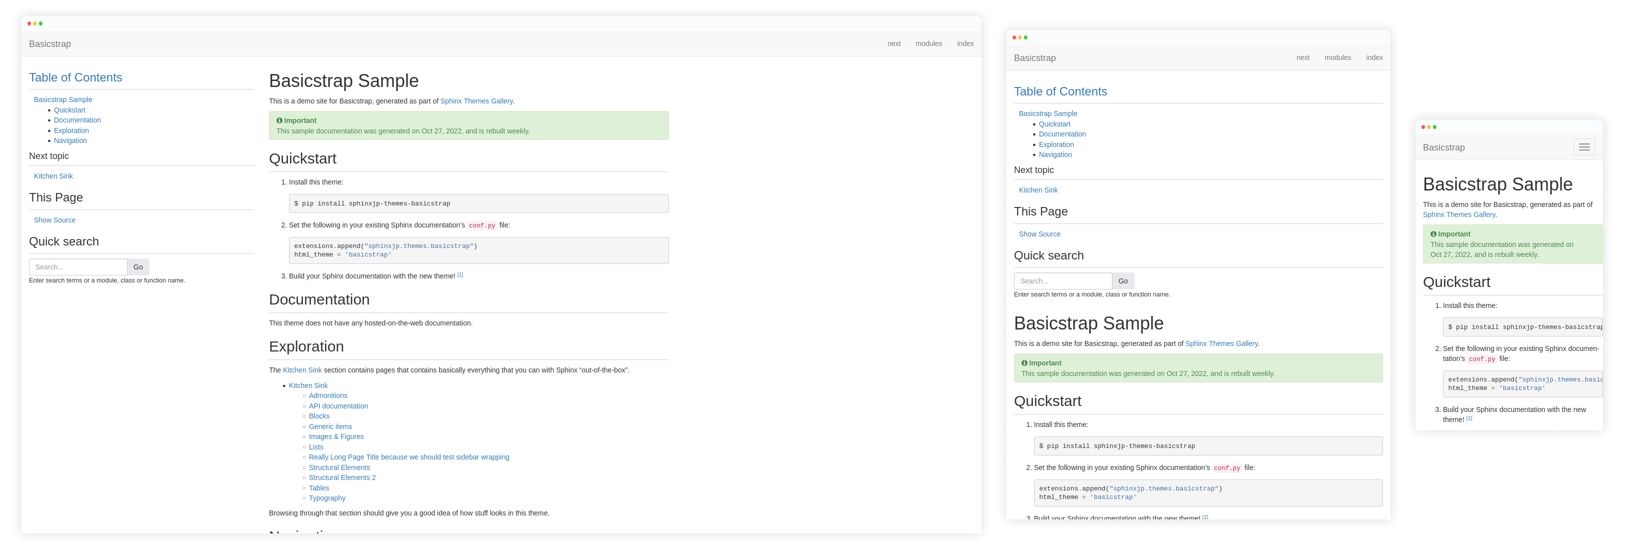 Basicstrap
next modules index
Table of Contents
Basicstrap Sample
Quickstart
Documentation
Exploration
Navigation
Next topic
Kitchen Sink
This Page
Show Source
Quick search
Search... Go
Enter search terms or a module, class or function name.
Basicstrap Sample
This is a demo site for Basicstrap, generated as part of Sphinx Themes Gallery.
Important
This sample documentation was generated on Oct 27, 2022, and is rebuilt weekly.
Quickstart
1. Install this theme:
$ pip install sphinxjp-themes-basicstrap
2. Set the following in your existing Sphinx documentation's conf.py file:
extensions.append("sphinxjp.themes.basicstrap")
html_theme = 'basicstrap'
3. Build your Sphinx documentation with the new theme! [1]
Documentation
This theme does not have any hosted-on-the-web documentation.
Exploration
The Kitchen Sink section contains pages that contains basically everything that you can with Sphinx “out-of-the-box”.
Kitchen Sink
Admonitions
API documentation
Blocks
Generic items
Images & Figures
Lists
Really Long Page Title because we should test sidebar wrapping
Structural Elements
Structural Elements 2
Tables
Typography
Browsing through that section should give you a good idea of how stuff looks in this theme.
Basicstrap
next modules index
Table of Contents
Basicstrap Sample
Quickstart
Documentation
Exploration
Navigation
Next topic
Kitchen Sink
This Page
Show Source
Quick search
Search... Go
Enter search terms or a module, class or function name.
Basicstrap Sample
This is a demo site for Basicstrap, generated as part of Sphinx Themes Gallery.
Important
This sample documentation was generated on Oct 27, 2022, and is rebuilt weekly.
Quickstart
1. Install this theme:
$ pip install sphinxjp-themes-basicstrap
2. Set the following in your existing Sphinx documentation's conf.py file:
extensions.append("sphinxjp.themes.basicstrap")
html_theme = 'basicstrap'
3. Build your Sphinx documentation with the new theme! [1]
Basicstrap
Basicstrap Sample
This is a demo site for Basicstrap, generated as part of
Sphinx Themes Gallery.
Important
This sample documentation was generated on
Oct 27, 2022, and is rebuilt weekly.
Quickstart
1. Install this theme:
$ pip install sphinxjp-themes-basicstrap
2. Set the following in your existing Sphinx documen-
tation's conf.py file:
extensions.append("sphinxjp.themes.basic
html_theme = 'basicstrap'
3. Build your Sphinx documentation with the new
theme! [1]